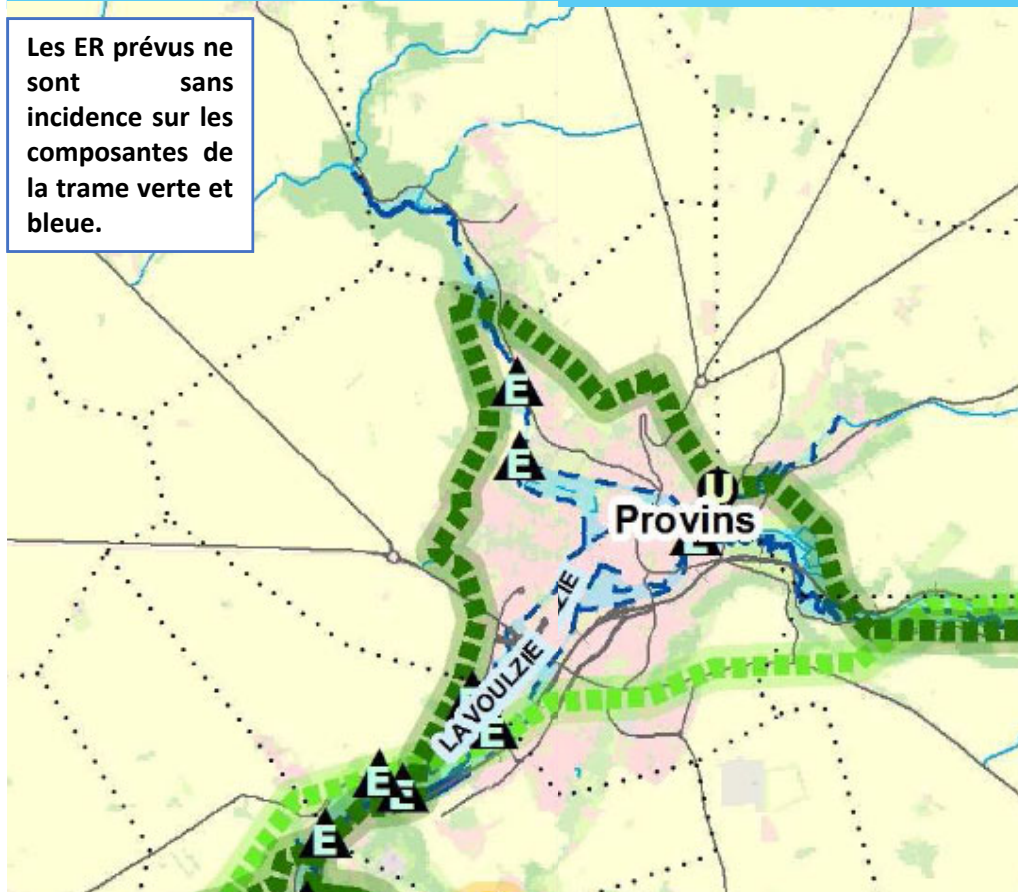 Les ER prévus ne
sont sans
incidence sur les
composantes de
la trame verte et
bleue.
E
E
U
Provins
E
ZIE
LA VOULZIE
E
E
E
E